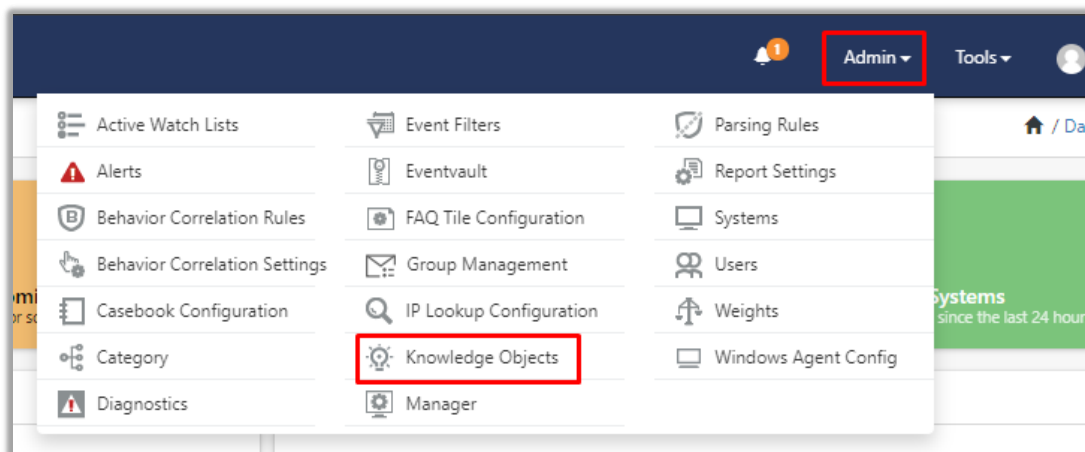 1
Admin
Tools
/ Da
Active Watch Lists
Event Filters
Parsing Rules
Alerts
Eventvault
Report Settings
Behavior Correlation Rules
FAQ Tile Configuration
Systems
Behavior Correlation Settings
Group Management
Users
Casebook Configuration
IP Lookup Configuration
Weights
Category
Knowledge Objects
Windows Agent Config
Diagnostics
Manager
Systems
since the last 24 hour